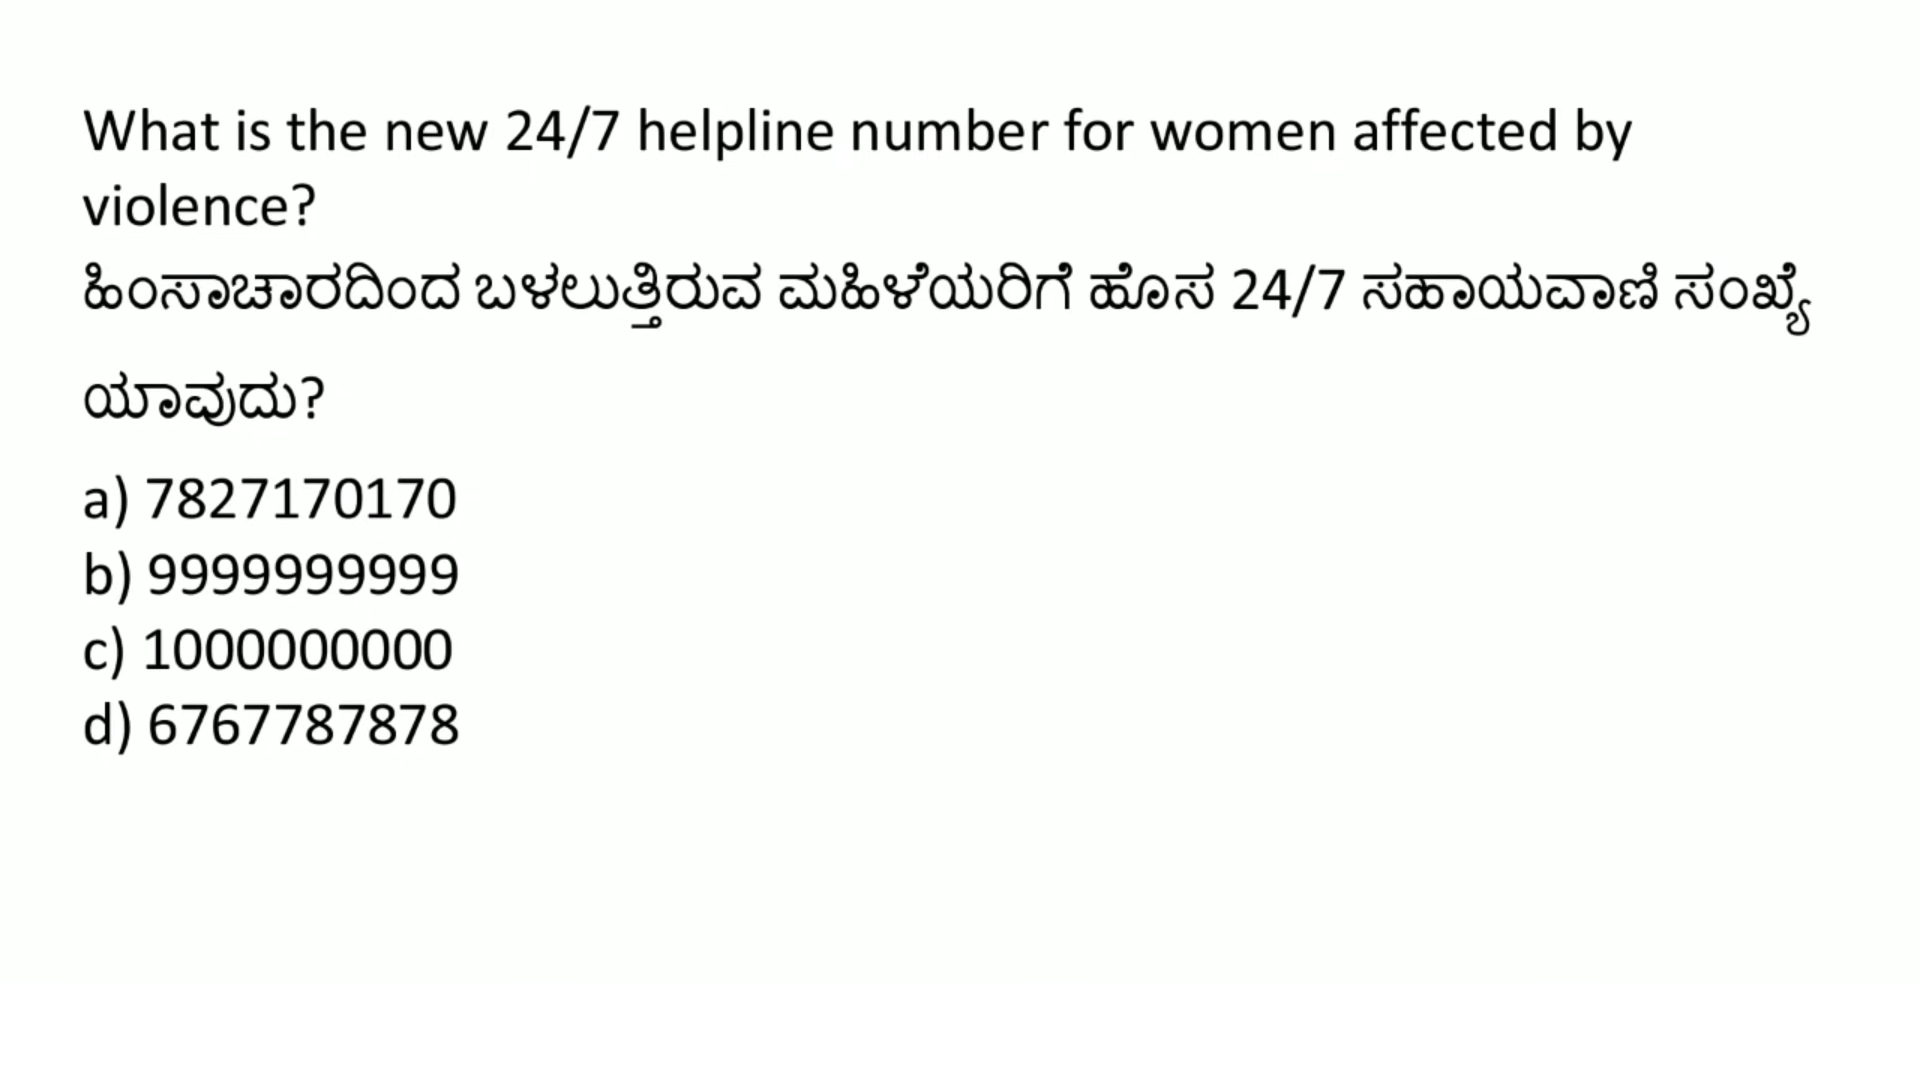 What is the new 24/7 helpline number for women affected by
violence?
ಹಿಂಸಾಚಾರದಿಂದ ಬಳಲುತ್ತಿರುವ ಮಹಿಳೆಯರಿಗೆ ಹೊಸ 24/7 ಸಹಾಯವಾಣಿ ಸಂಖ್ಯೆ
ಯಾವುದು?
a) 7827170170
b) 9999999999
c) 1000000000
d) 6767787878